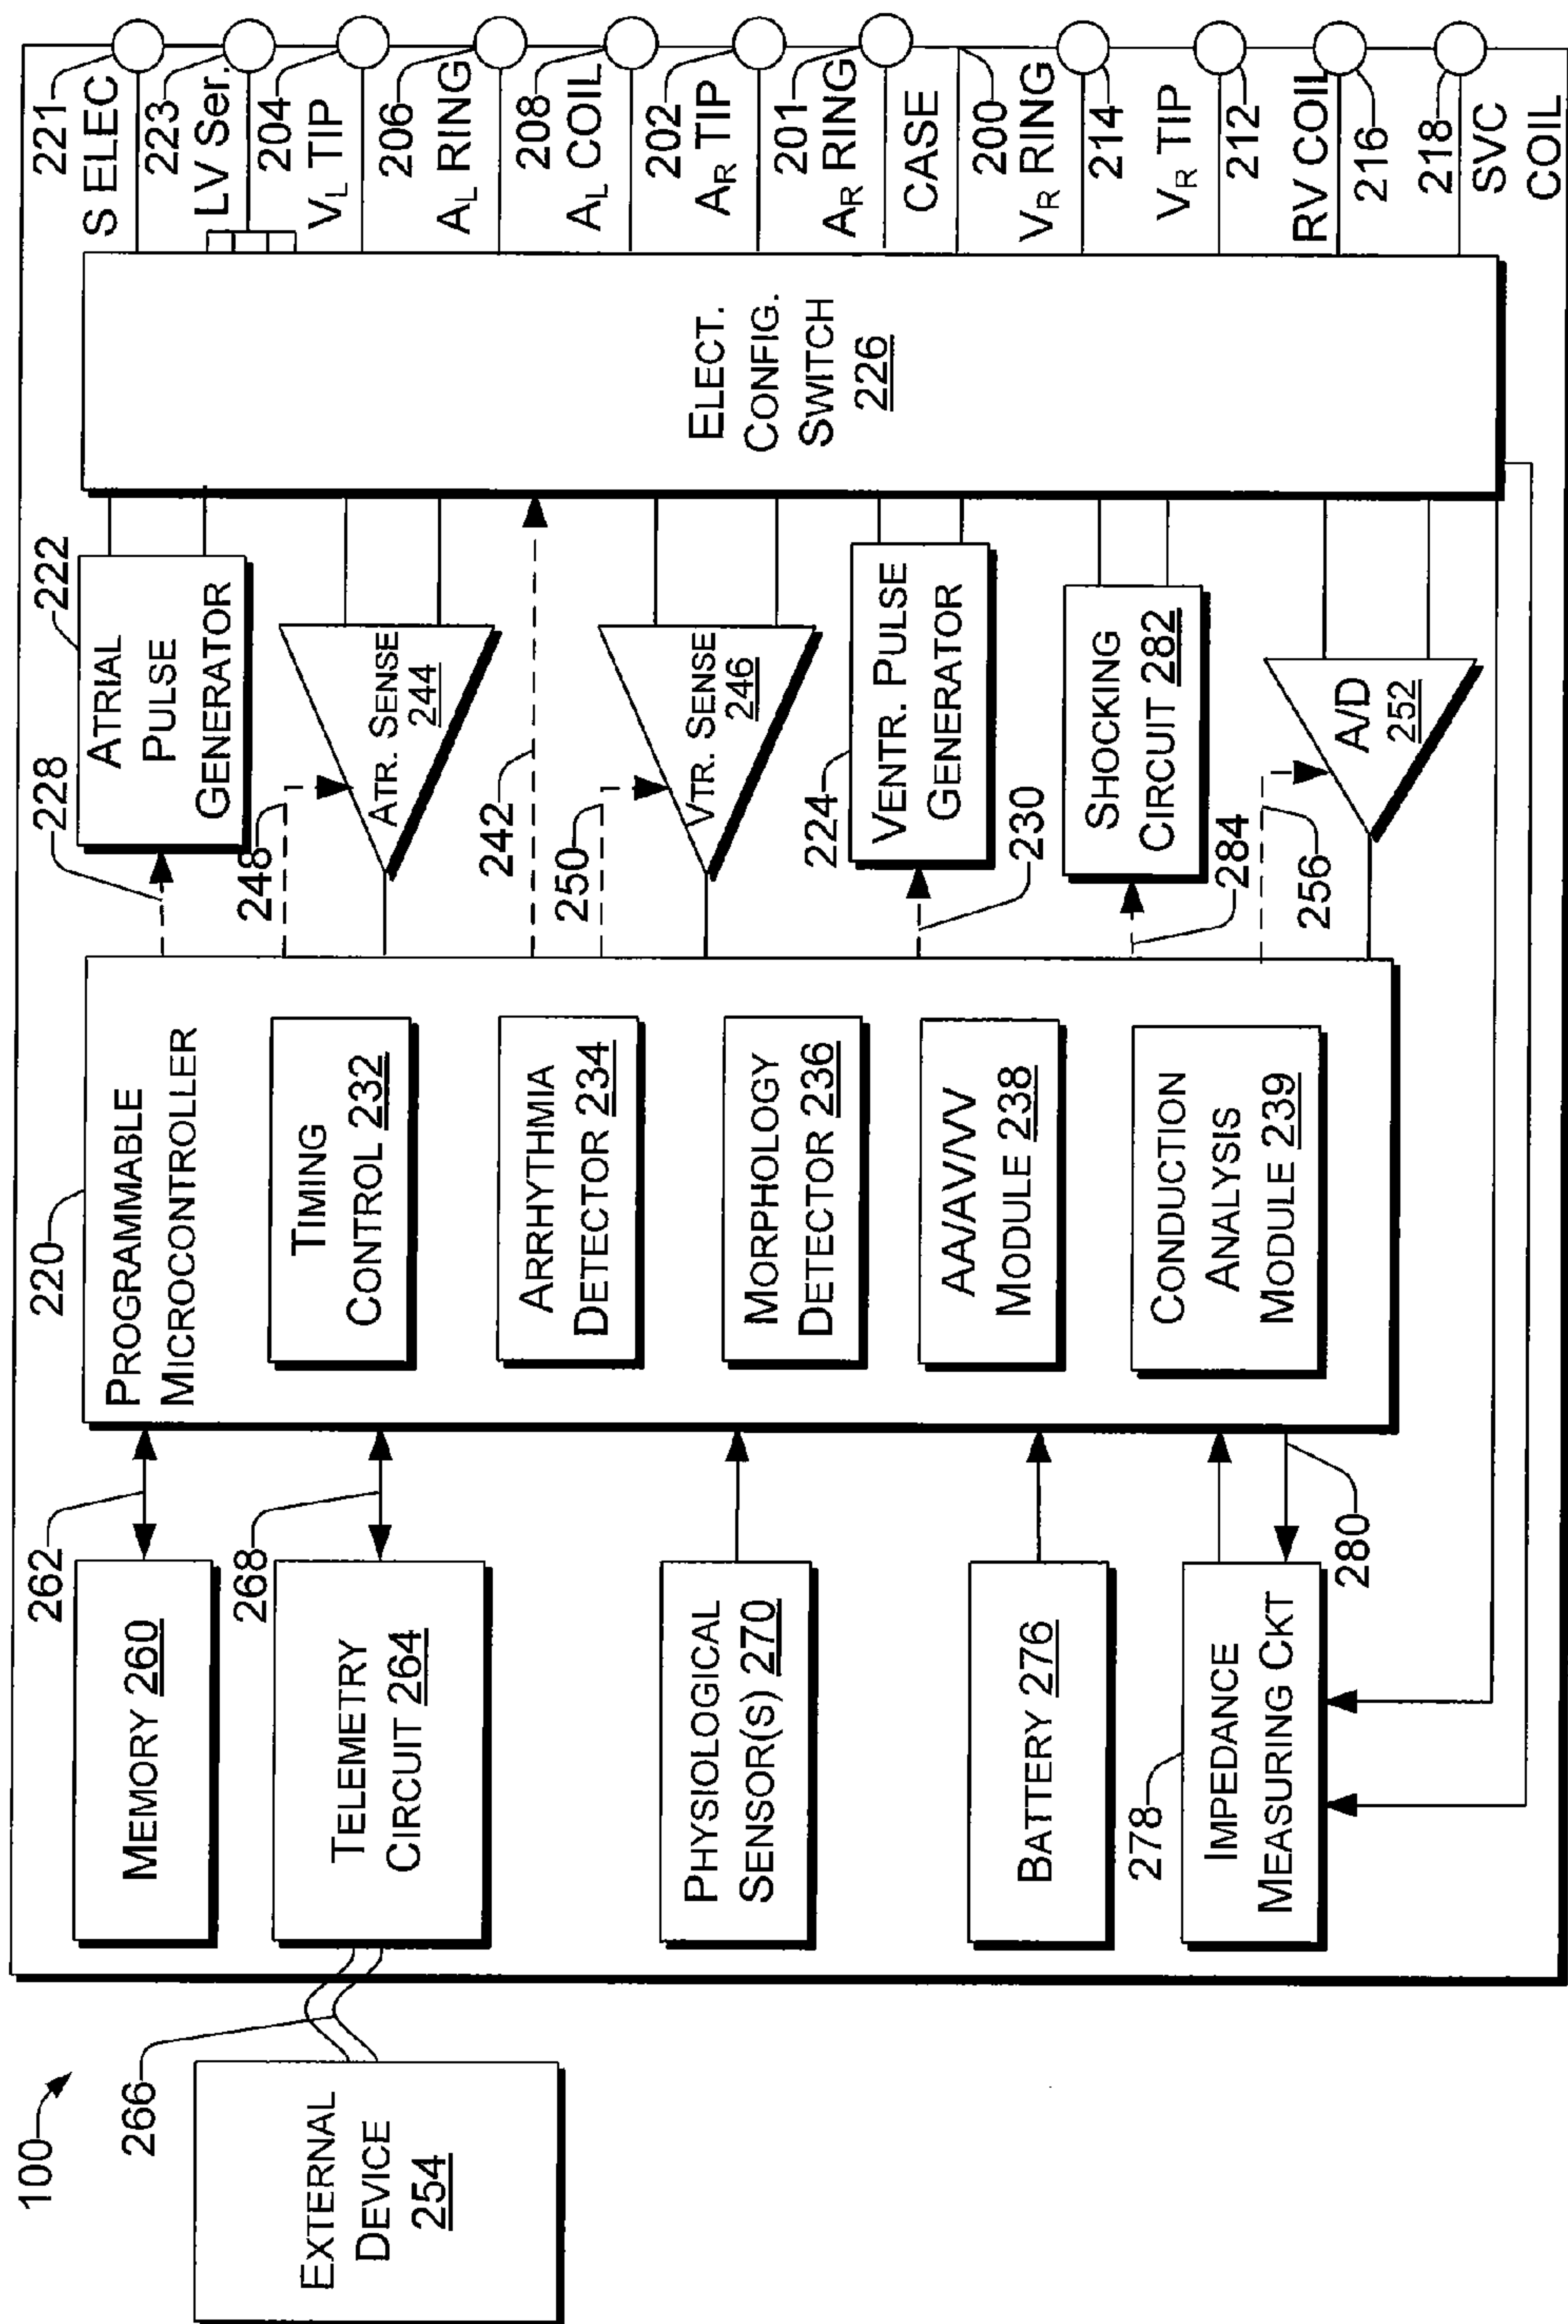 100
EXTERNAL
DEVICE
254
266
MEMORY 260
262
TELEMETRY
CIRCUIT 264
268
PHYSIOLOGICAL
SENSOR(S) 270
BATTERY 276
278
IMPEDANCE
MEASURING CKT
280
220
PROGRAMMABLE
MICROCONTROLLER
TIMING
CONTROL 232
ARRHYTHMIA
DETECTOR 234
MORPHOLOGY
DETECTOR 236
AA/AV/VV
MODULE 238
CONDUCTION
ANALYSIS
MODULE 239
228
222
ATRIAL
PULSE
GENERATOR
248
ATR. SENSE
244
242
250
VTR. SENSE
246
224
VENTR. PULSE
GENERATOR
230
SHOCKING
CIRCUIT 282
284
256
A/D
252
ELECT.
CONFIG.
SWITCH
226
221
S ELEC
223
LV Ser.
204
VL TIP
206
AL RING
208
AL COIL
202
AR TIP
201
AR RING
CASE
200
VR RING
214
VR TIP
212
RV COIL
216
218
SVC
COIL